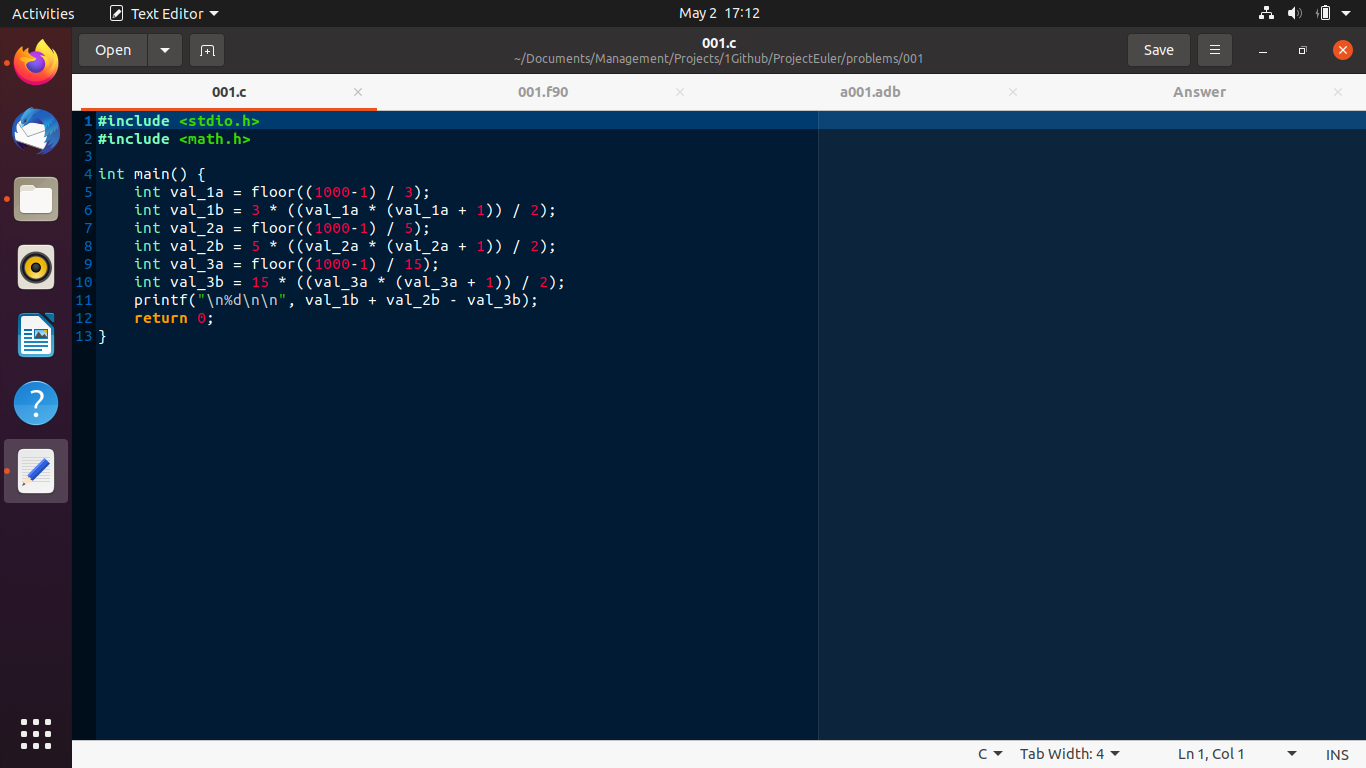 Activities Text Editor May 2 17:12
Open 001.c Save
~/Documents/Management/Projects/1Github/ProjectEuler/problems/001
001.c × 001.f90 × a001.adb × Answer ×
1 #include <stdio.h>
2 #include <math.h>
3
4 int main() {
5     int val_1a = floor((1000-1) / 3);
6     int val_1b = 3 * ((val_1a * (val_1a + 1)) / 2);
7     int val_2a = floor((1000-1) / 5);
8     int val_2b = 5 * ((val_2a * (val_2a + 1)) / 2);
9     int val_3a = floor((1000-1) / 15);
10     int val_3b = 15 * ((val_3a * (val_3a + 1)) / 2);
11     printf("\n%d\n\n", val_1b + val_2b - val_3b);
12     return 0;
13 }
C Tab Width: 4 Ln 1, Col 1 INS